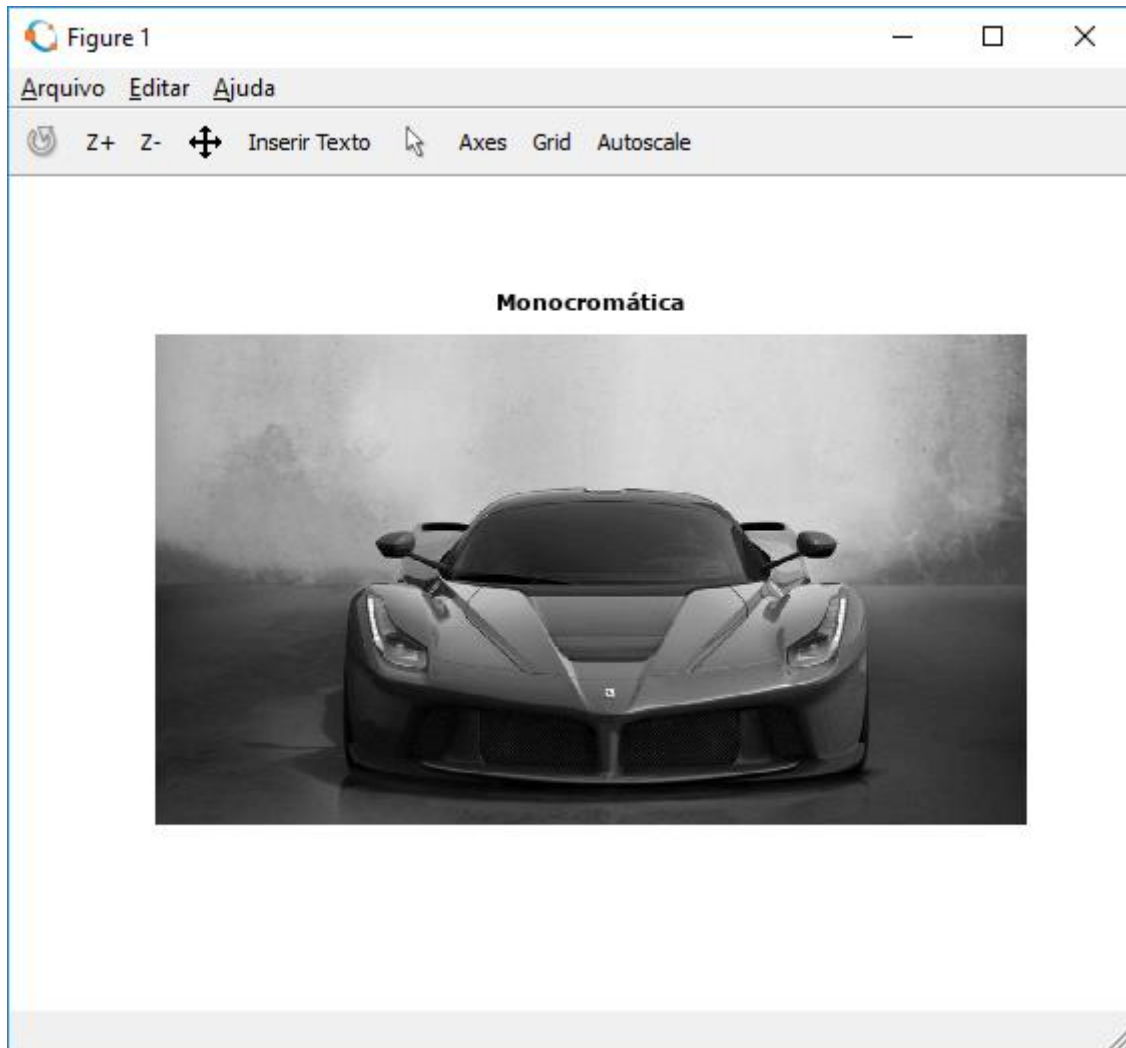 Figure 1
Arquivo Editar Ajuda
Z+ Z- Inserir Texto Axes Grid Autoscale
Monocromática